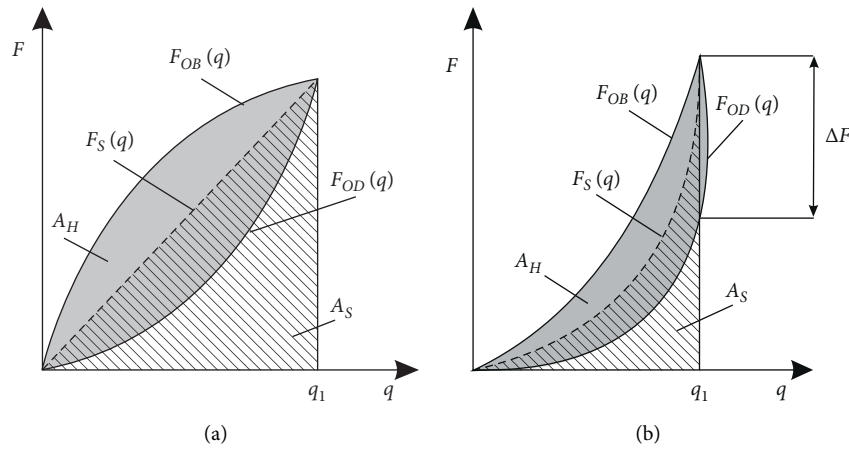 F
F_OB (q)
F_S (q)
F_OD (q)
A_H
A_S
q_1
q
(a)
F
F_OB (q)
F_OD (q)
ΔF
F_S (q)
A_H
A_S
q_1
q
(b)